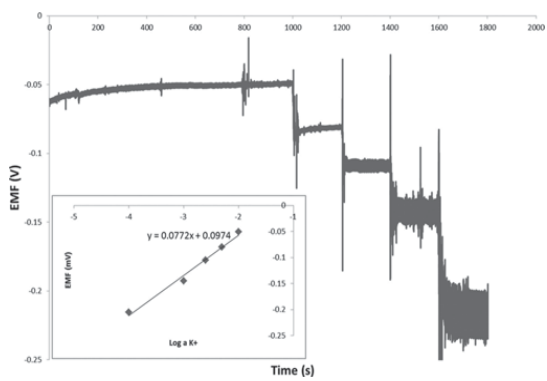 0
0 200 400 600 800 1000 1200 1400 1600 1800 2000
-0.05
-0.1
-0.15
-0.2
-0.25
EMF (V)
Time (s)
-5 -4 -3 -2 -1
0
-0.05
-0.1
-0.15
-0.2
-0.25
y = 0.0772x + 0.0974
EMF (mV)
Log a K+